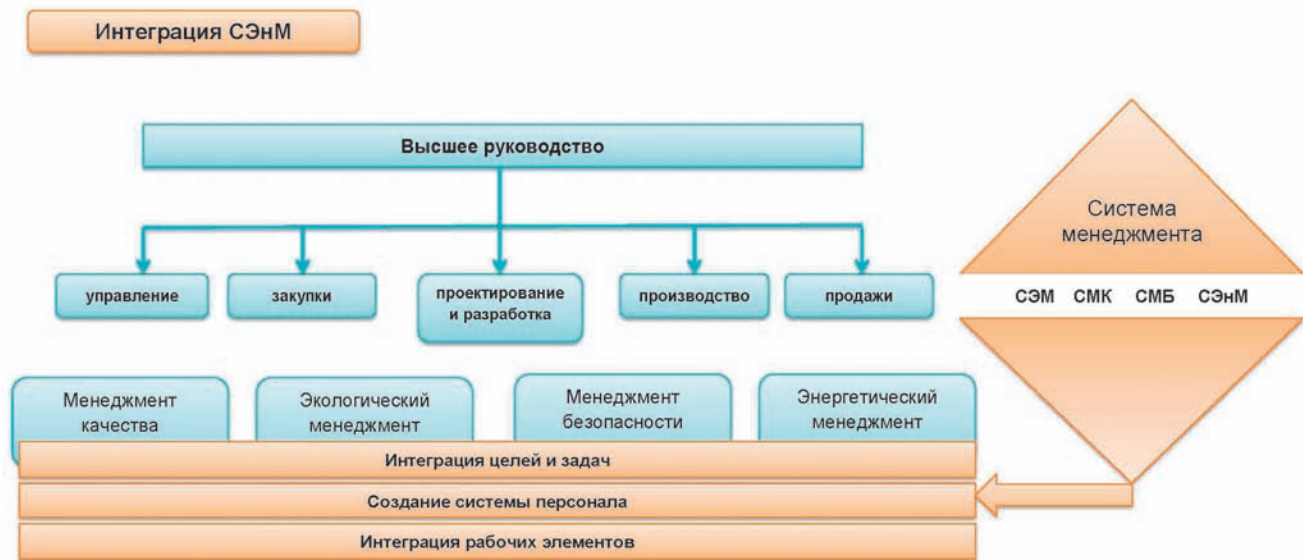 Интеграция СЭнМ
Высшее руководство
управление
закупки
проектирование
и разработка
производство
продажи
Система
менеджмента
СЭМ СМК СМБ СЭнМ
Менеджмент
качества
Экологический
менеджмент
Менеджмент
безопасности
Энергетический
менеджмент
Интеграция целей и задач
Создание системы персонала
Интеграция рабочих элементов